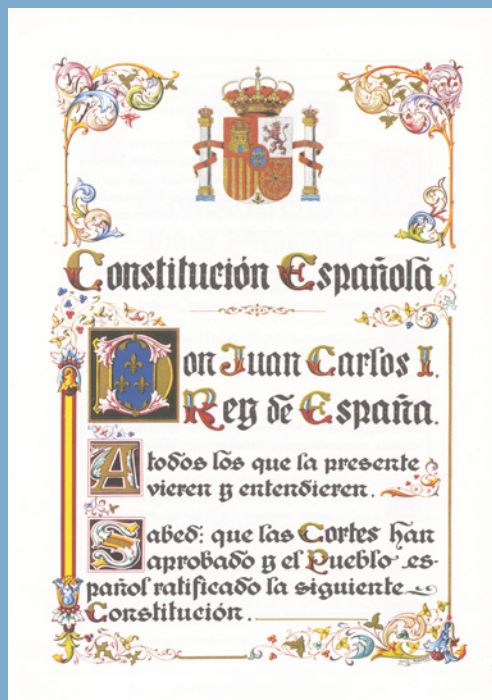 Constitución Española
Don Juan Carlos I.
Rey de España.
A todos los que la presente
vieren y entendieren.
Sabed: que las Cortes han
aprobado y el Pueblo es-
pañol ratificado la siguiente
Constitución.